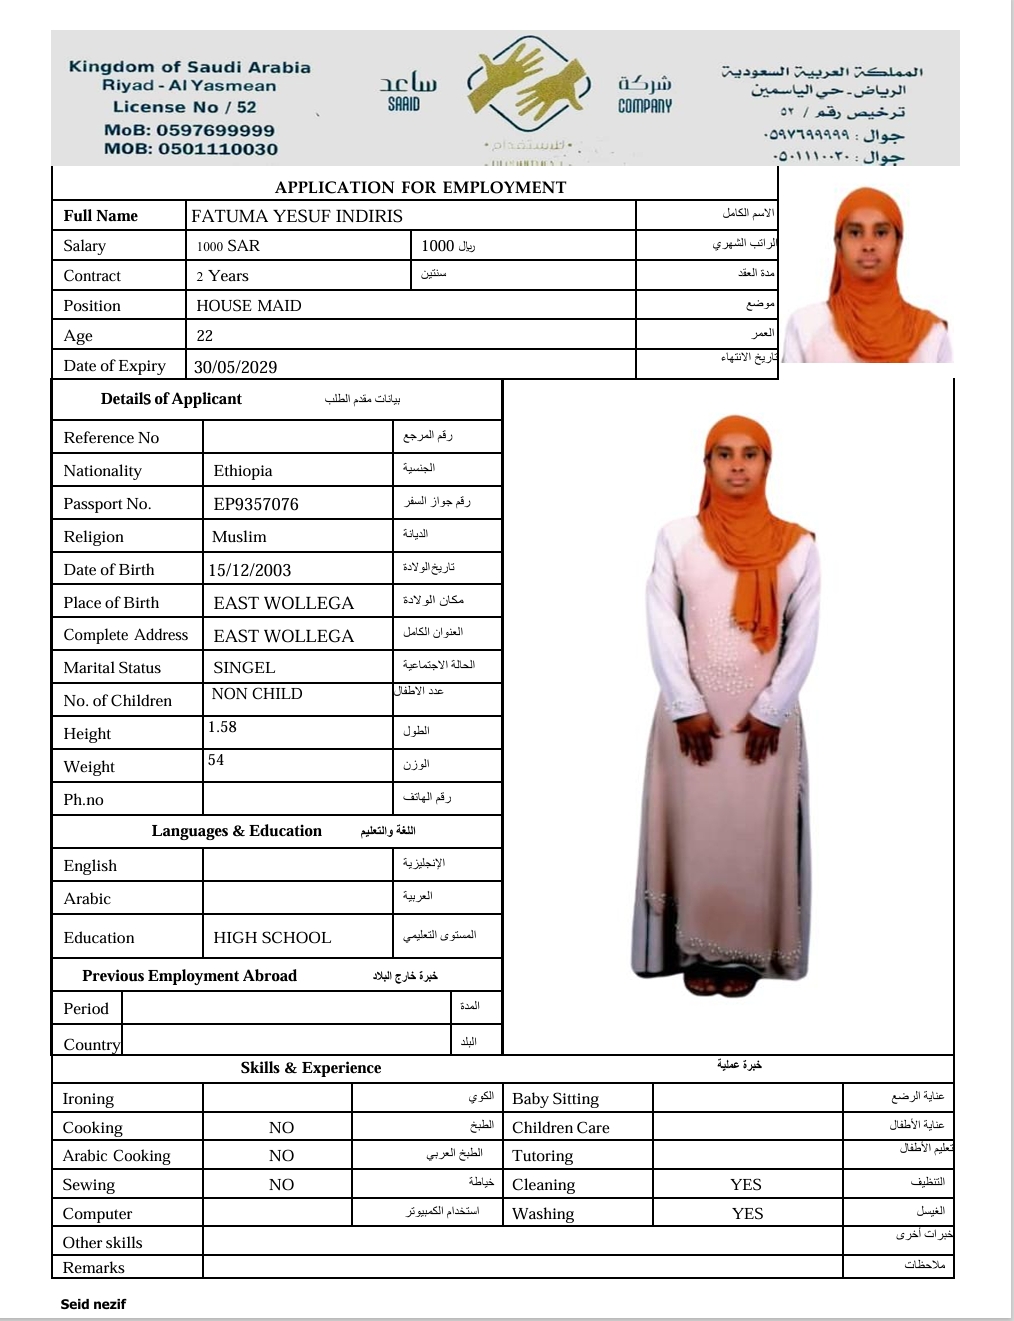 Kingdom of Saudi Arabia
Riyad - Al Yasmean
License No / 52
MoB: 0597699999
MOB: 0501110030
ساعد
SAAID
شركة
COMPANY
للاستقدام
المملكة العربية السعودية
الرياض - حي الياسمين
ترخيص رقم / ٥٢
جوال : ٠٥٩٧٦٩٩٩٩٩
جوال : ٠٥٠١١١٠٠٣٠
APPLICATION FOR EMPLOYMENT
Full Name FATUMA YESUF INDIRIS الاسم الكامل
Salary 1000 SAR 1000 ريال الراتب الشهري
Contract 2 Years سنتين مدة العقد
Position HOUSE MAID موضع
Age 22 العمر
Date of Expiry 30/05/2029 تاريخ الانتهاء
Details of Applicant بيانات مقدم الطلب
Reference No رقم المرجع
Nationality Ethiopia الجنسية
Passport No. EP9357076 رقم جواز السفر
Religion Muslim الديانة
Date of Birth 15/12/2003 تاريخ الولادة
Place of Birth EAST WOLLEGA مكان الولادة
Complete Address EAST WOLLEGA العنوان الكامل
Marital Status SINGEL الحالة الاجتماعية
No. of Children NON CHILD عدد الاطفال
Height 1.58 الطول
Weight 54 الوزن
Ph.no رقم الهاتف
Languages & Education اللغة والتعليم
English الإنجليزية
Arabic العربية
Education HIGH SCHOOL المستوى التعليمي
Previous Employment Abroad خبرة خارج البلاد
Period المدة
Country البلد
Skills & Experience خبرة عملية
Ironing الكوي Baby Sitting عناية الرضع
Cooking NO الطبخ Children Care عناية الأطفال
Arabic Cooking NO الطبخ العربي Tutoring تعليم الأطفال
Sewing NO خياطة Cleaning YES التنظيف
Computer استخدام الكمبيوتر Washing YES الغيسل
Other skills خبرات أخرى
Remarks ملاحظات
Seid nezif